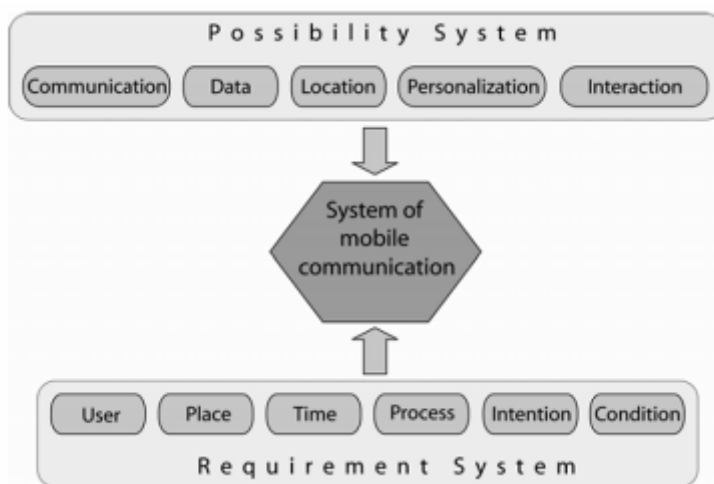 Possibility System
Communication Data Location Personalization Interaction
System of
mobile
communication
User Place Time Process Intention Condition
Requirement System